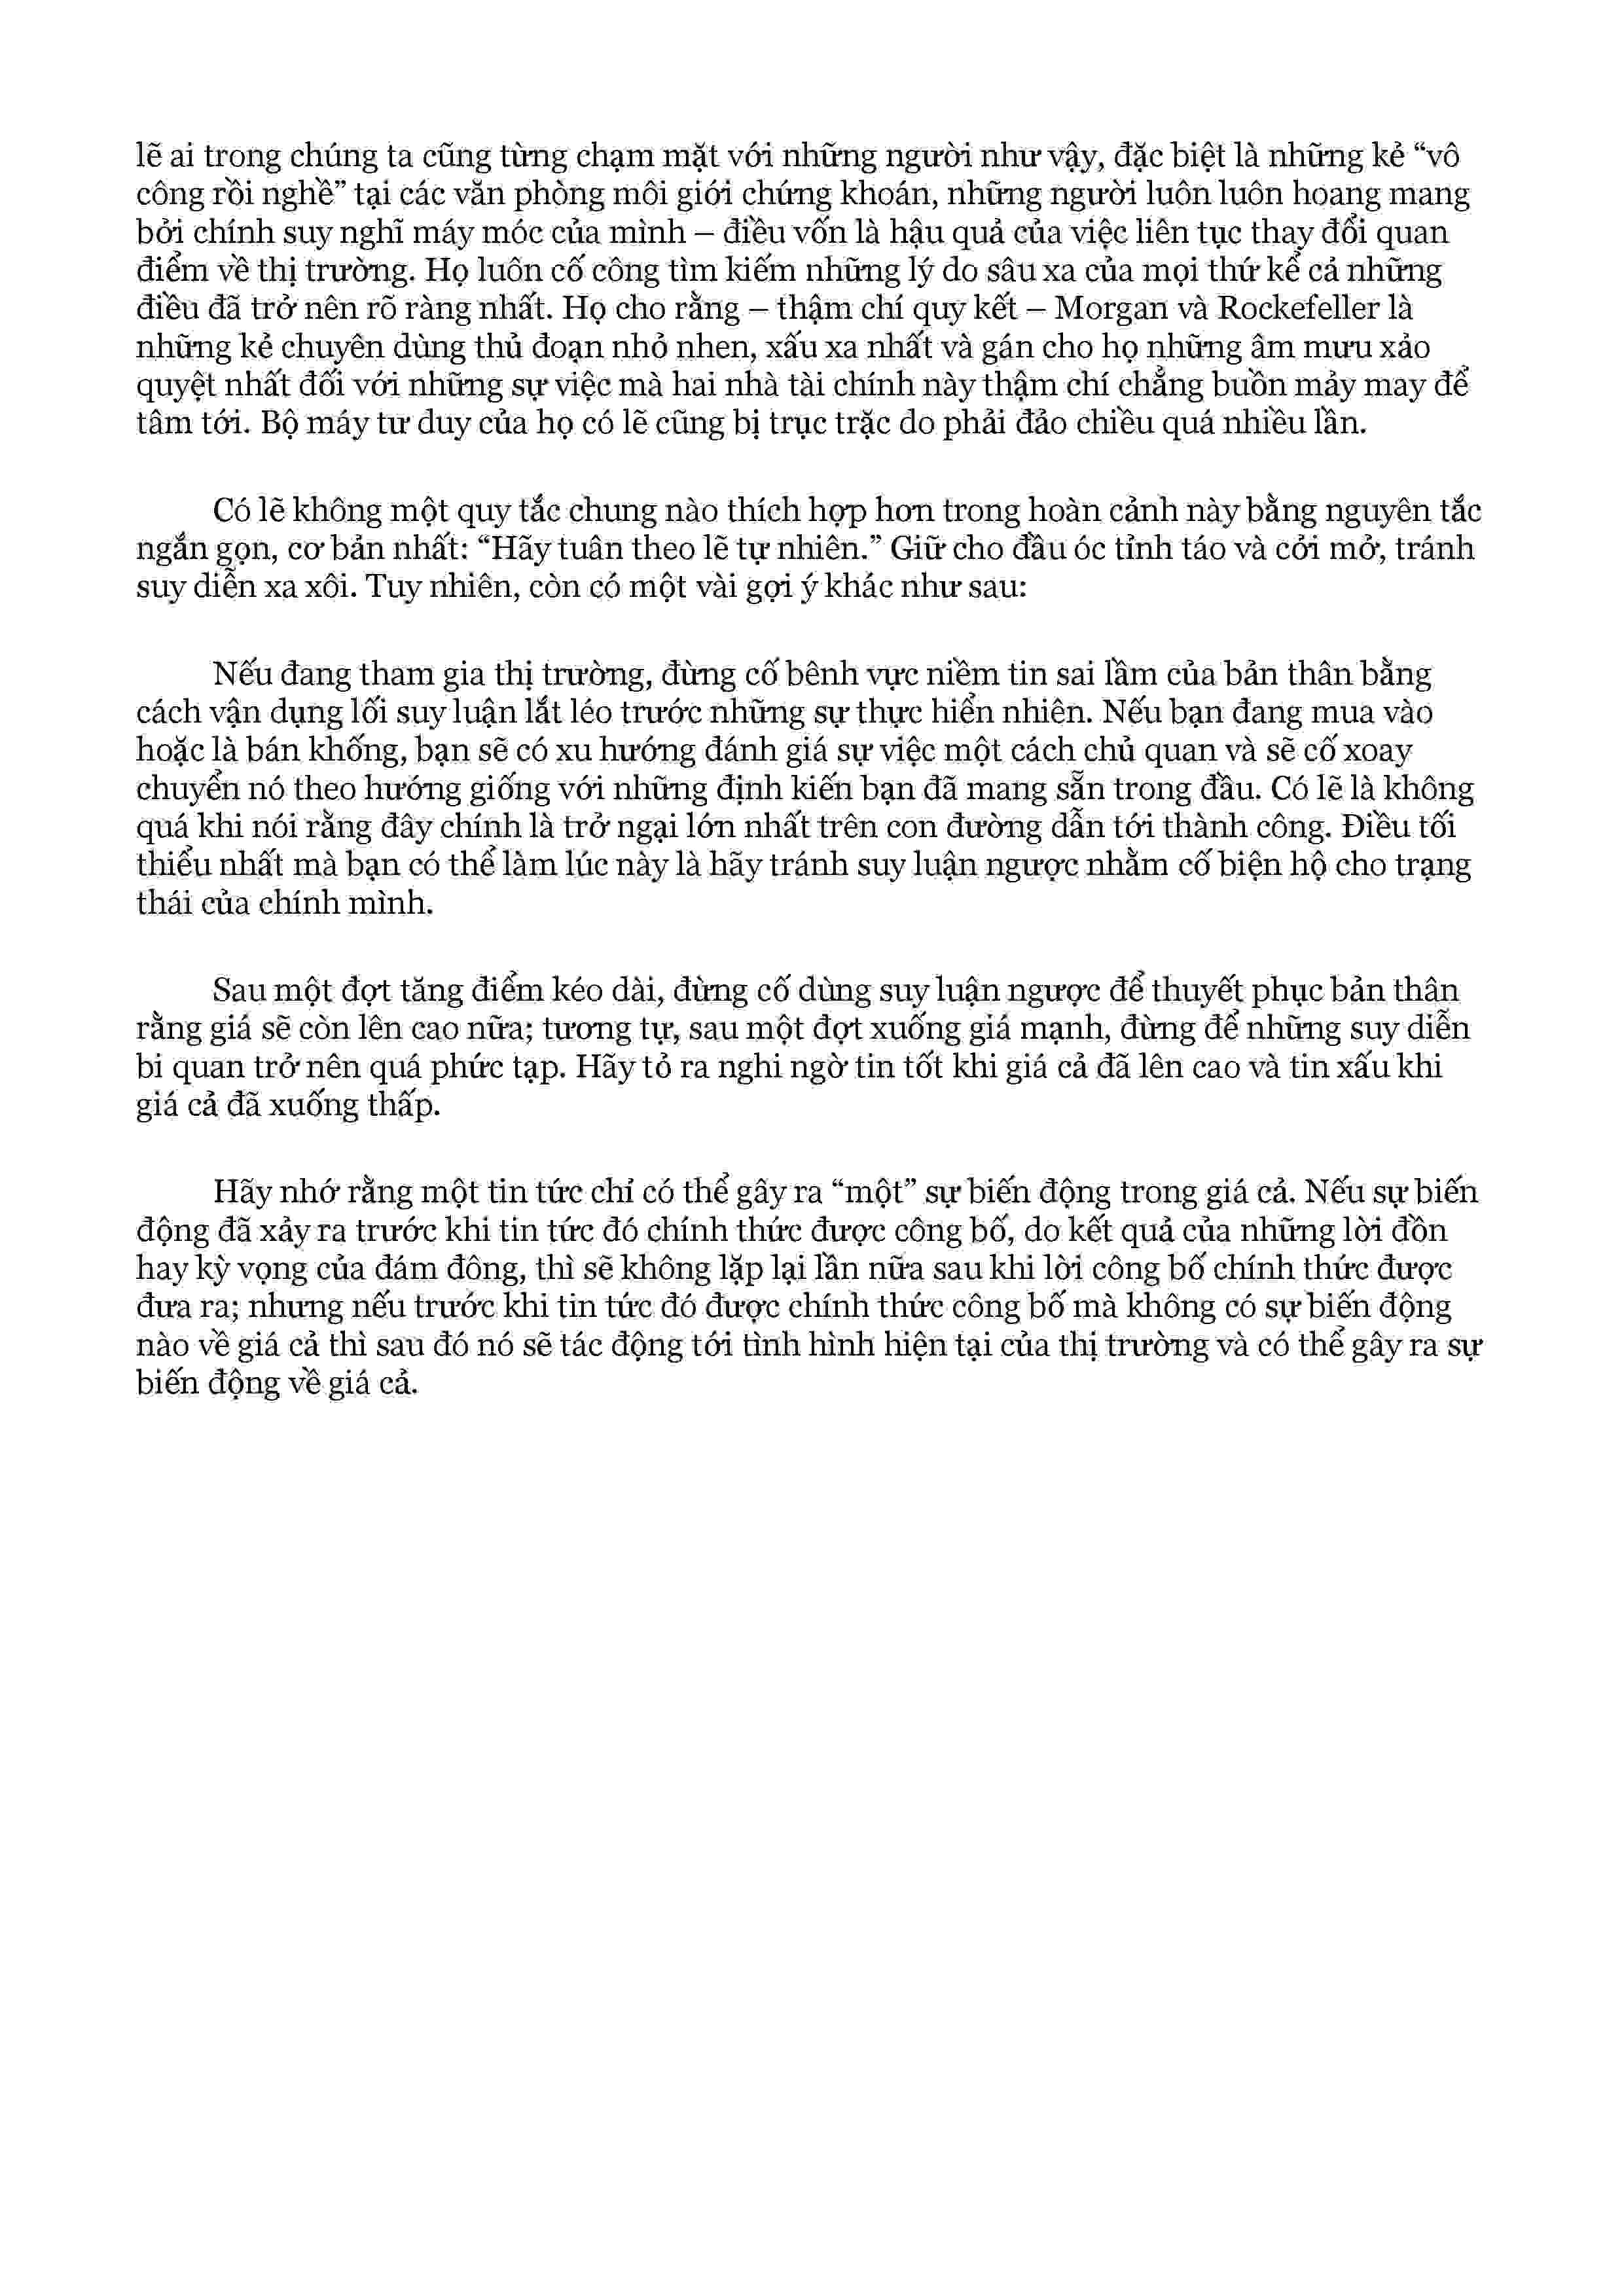 lẽ ai trong chúng ta cũng từng chạm mặt với những người như vậy, đặc biệt là những kẻ “vô
công rồi nghề” tại các văn phòng môi giới chứng khoán, những người luôn luôn hoang mang
bởi chính suy nghĩ máy móc của mình – điều vốn là hậu quả của việc liên tục thay đổi quan
điểm về thị trường. Họ luôn cố công tìm kiếm những lý do sâu xa của mọi thứ kể cả những
điều đã trở nên rõ ràng nhất. Họ cho rằng – thậm chí quy kết – Morgan và Rockefeller là
những kẻ chuyên dùng thủ đoạn nhỏ nhen, xấu xa nhất và gán cho họ những âm mưu xảo
quyệt nhất đối với những sự việc mà hai nhà tài chính này thậm chí chẳng buồn mảy may để
tâm tới. Bộ máy tư duy của họ có lẽ cũng bị trục trặc do phải đảo chiều quá nhiều lần.
Có lẽ không một quy tắc chung nào thích hợp hơn trong hoàn cảnh này bằng nguyên tắc
ngắn gọn, cơ bản nhất: “Hãy tuân theo lẽ tự nhiên.” Giữ cho đầu óc tỉnh táo và cởi mở, tránh
suy diễn xa xôi. Tuy nhiên, còn có một vài gợi ý khác như sau:
Nếu đang tham gia thị trường, đừng cố bênh vực niềm tin sai lầm của bản thân bằng
cách vận dụng lối suy luận lắt léo trước những sự thực hiển nhiên. Nếu bạn đang mua vào
hoặc là bán khống, bạn sẽ có xu hướng đánh giá sự việc một cách chủ quan và sẽ cố xoay
chuyển nó theo hướng giống với những định kiến bạn đã mang sẵn trong đầu. Có lẽ là không
quá khi nói rằng đây chính là trở ngại lớn nhất trên con đường dẫn tới thành công. Điều tối
thiểu nhất mà bạn có thể làm lúc này là hãy tránh suy luận ngược nhằm cố biện hộ cho trạng
thái của chính mình.
Sau một đợt tăng điểm kéo dài, đừng cố dùng suy luận ngược để thuyết phục bản thân
rằng giá sẽ còn lên cao nữa; tương tự, sau một đợt xuống giá mạnh, đừng để những suy diễn
bi quan trở nên quá phức tạp. Hãy tỏ ra nghi ngờ tin tốt khi giá cả đã lên cao và tin xấu khi
giá cả đã xuống thấp.
Hãy nhớ rằng một tin tức chỉ có thể gây ra “một” sự biến động trong giá cả. Nếu sự biến
động đã xảy ra trước khi tin tức đó chính thức được công bố, do kết quả của những lời đồn
hay kỳ vọng của đám đông, thì sẽ không lặp lại lần nữa sau khi lời công bố chính thức được
đưa ra; nhưng nếu trước khi tin tức đó được chính thức công bố mà không có sự biến động
nào về giá cả thì sau đó nó sẽ tác động tới tình hình hiện tại của thị trường và có thể gây ra sự
biến động về giá cả.